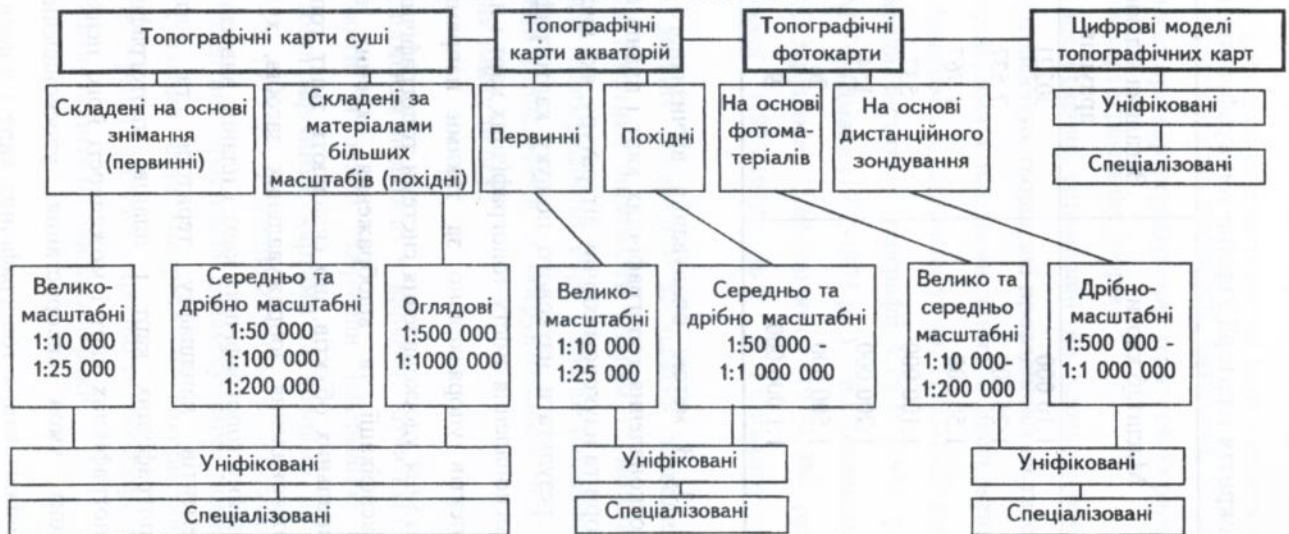 Топографічні карти суші
Топографічні
карти акваторій
Топографічні
фотокарти
Цифрові моделі
топографічних карт
Складені на основі
знімання
(первинні)
Складені за
матеріалами
більших
масштабів (похідні)
Первинні
Похідні
На основі
фотома-
теріалів
На основі
дистанційного
зондування
Уніфіковані
Спеціалізовані
Велико-
масштабні
1:10 000
1:25 000
Середньо та
дрібно масштабні
1:50 000
1:100 000
1:200 000
Оглядові
1:500 000
1:1000 000
Велико-
масштабні
1:10 000
1:25 000
Середньо та
дрібно масштабні
1:50 000 -
1:1 000 000
Велико та
середньо
масштабні
1:10 000-
1:200 000
Дрібно-
масштабні
1:500 000 -
1:1 000 000
Уніфіковані
Уніфіковані
Уніфіковані
Спеціалізовані
Спеціалізовані
Спеціалізовані